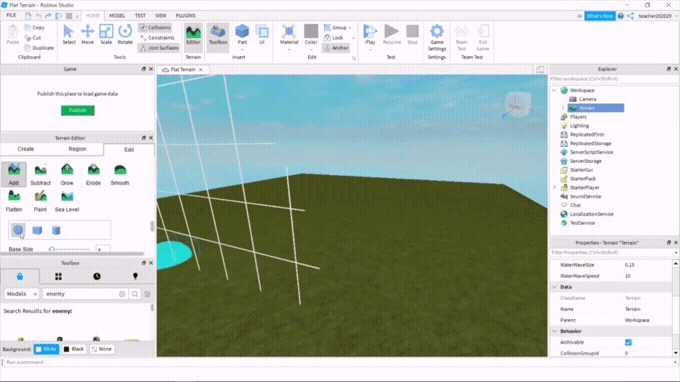 Flat Terrain - Roblox Studio
FILE HOME MODEL TEST VIEW PLUGINS What's New teacher202029
Paste Copy Cut Duplicate Clipboard
Select Move Scale Rotate Tools
Collisions Constraints Join Surfaces
Editor Terrain
Toolbox Part UI Insert
Material Color Group Lock Anchor Edit
Play Resume Stop Test
Game Settings Settings
Team Test Exit Game Team Test
Game
Publish this place to load game data
Publish
Terrain Editor
Create Region Edit
Add Subtract Grow Erode Smooth
Flatten Paint Sea Level
Base Size
Toolbox
Models enemy
Search Results for enemy:
Background: White Black None
Run a command
Flat Terrain
Explorer
Filter workspace (Ctrl+Shift+X)
Workspace
Camera
Terrain
Players
Lighting
ReplicatedFirst
ReplicatedStorage
ServerScriptService
ServerStorage
StarterGui
StarterPack
StarterPlayer
SoundService
Chat
LocalizationService
TestService
Properties - Terrain "Terrain"
Filter Properties (Ctrl+Shift+P)
WaterWaveSize 0.15
WaterWaveSpeed 10
Data
ClassName Terrain
Name Terrain
Parent Workspace
Behavior
Archivable
CollisionGroupId 0